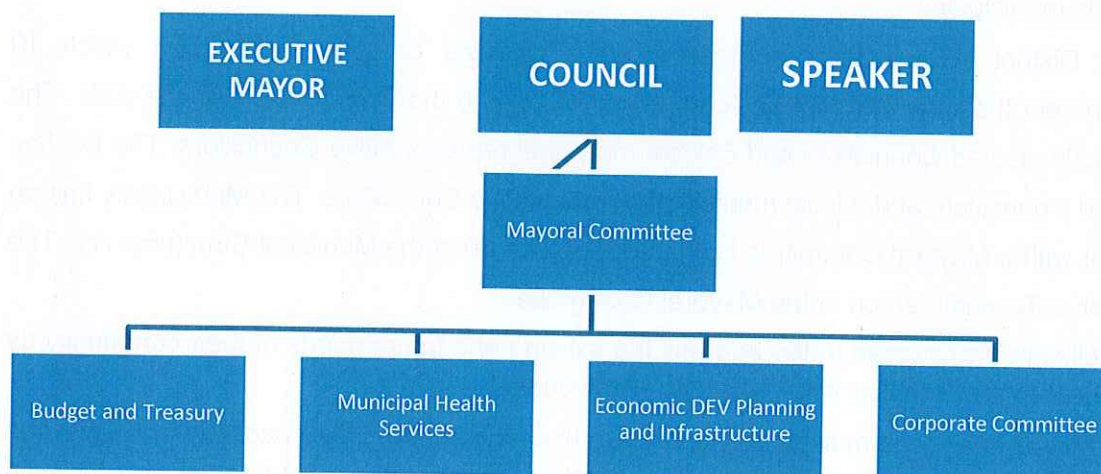 EXECUTIVE
MAYOR
COUNCIL
SPEAKER
Mayoral Committee
Budget and Treasury
Municipal Health
Services
Economic DEV Planning
and Infrastructure
Corporate Committee